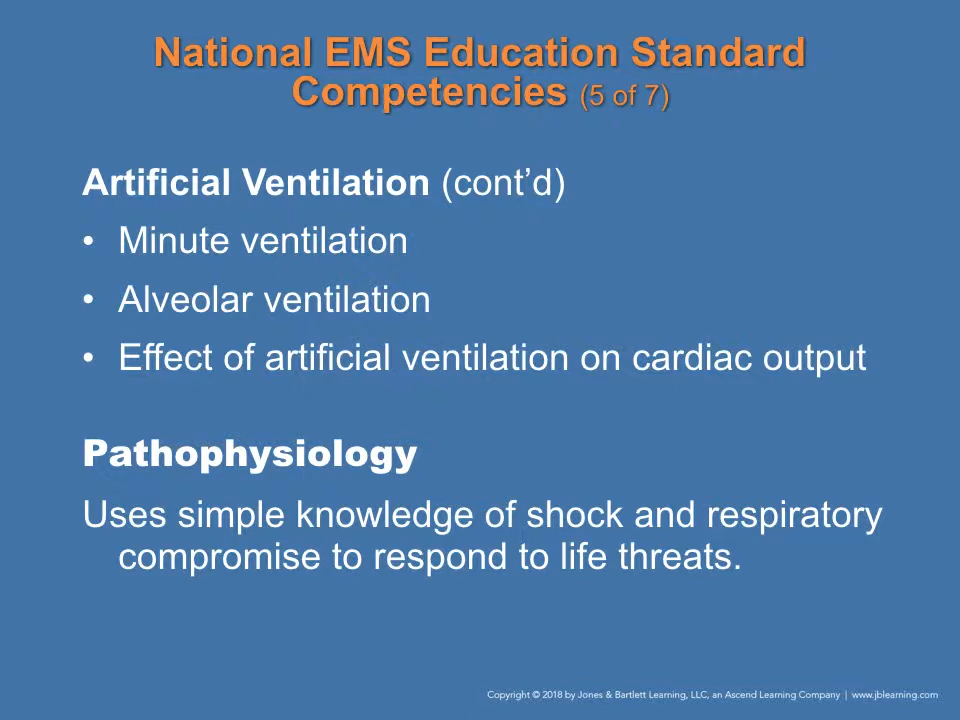 National EMS Education Standard
Competencies (5 of 7)
Artificial Ventilation (cont’d)
• Minute ventilation
• Alveolar ventilation
• Effect of artificial ventilation on cardiac output
Pathophysiology
Uses simple knowledge of shock and respiratory
compromise to respond to life threats.
Copyright © 2018 by Jones & Bartlett Learning, LLC, an Ascend Learning Company | www.jblearning.com